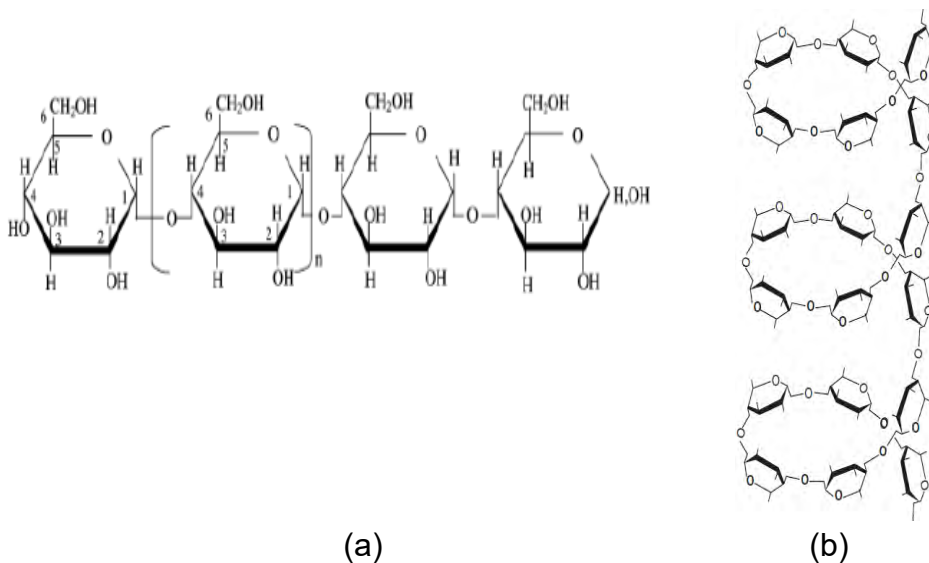 6 CH₂OH 6 CH₂OH CH₂OH CH₂OH
O O O O
5 5
H H H H H H H H
4 1 4 1 H H H,OH
HO OH H O OH H O OH H O OH H
3 2 3 2
H OH H OH n H OH H OH
O O O O O O O O O O O O
O O O O O O O O O O O O
O O O O O O O O O O O O
(a) (b)